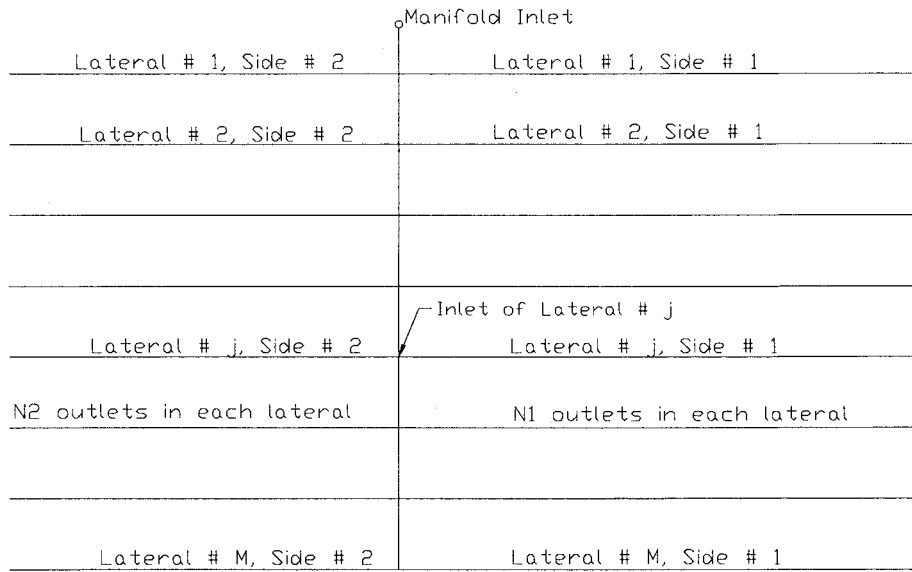 Manifold Inlet
Lateral # 1, Side # 2
Lateral # 1, Side # 1
Lateral # 2, Side # 2
Lateral # 2, Side # 1
Inlet of Lateral # j
Lateral # j, Side # 2
Lateral # j, Side # 1
N2 outlets in each lateral
N1 outlets in each lateral
Lateral # M, Side # 2
Lateral # M, Side # 1